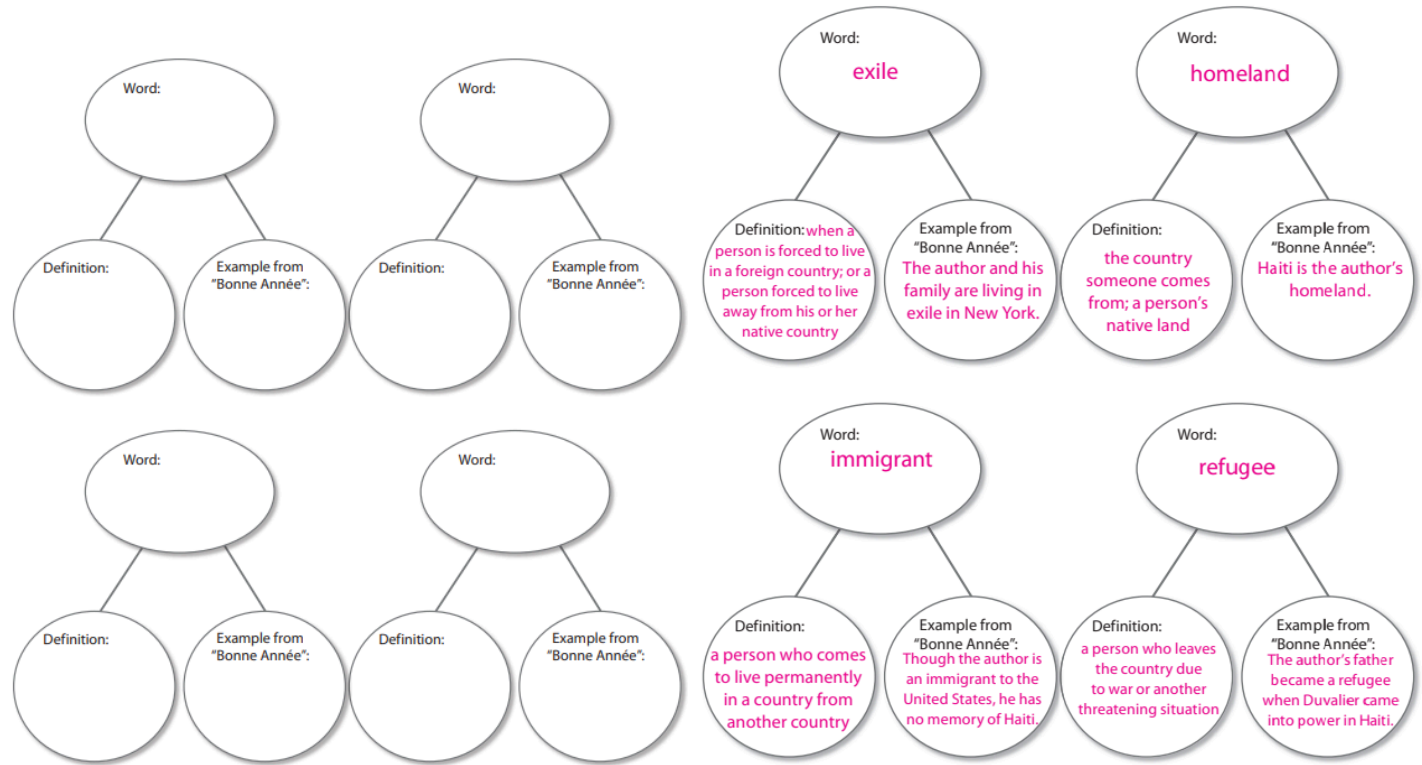 Word:
Word:
Definition:
Example from
"Bonne Année":
Definition:
Example from
"Bonne Année":
Word:
Word:
Definition:
Example from
"Bonne Année":
Definition:
Example from
"Bonne Année":
Word:
exile
Word:
homeland
Definition: when a
person is forced to live
in a foreign country; or a
person forced to live
away from his or her
native country
Example from
"Bonne Année":
The author and his
family are living in
exile in New York.
Definition:
the country
someone comes
from; a person's
native land
Example from
"Bonne Année":
Haiti is the author's
homeland.
Word:
immigrant
Word:
refugee
Definition:
a person who comes
to live permanently
in a country from
another country
Example from
"Bonne Année":
Though the author is
an immigrant to the
United States, he has
no memory of Haiti.
Definition:
a person who leaves
the country due
to war or another
threatening situation
Example from
"Bonne Année":
The author's father
became a refugee
when Duvalier came
into power in Haiti.